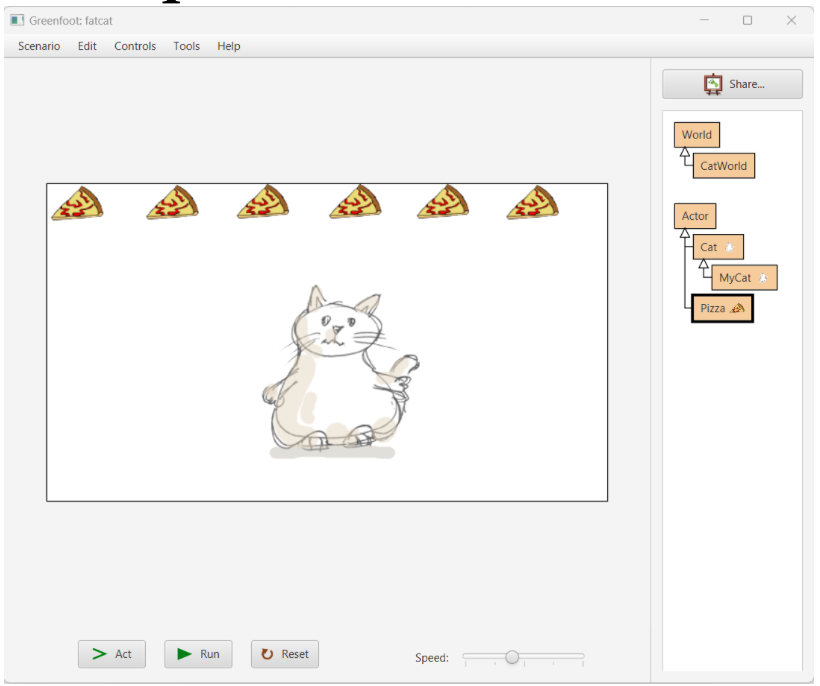 Greenfoot: fatcat
Scenario Edit Controls Tools Help
Share...
World
CatWorld
Actor
Cat
MyCat
Pizza
Act Run Reset Speed: